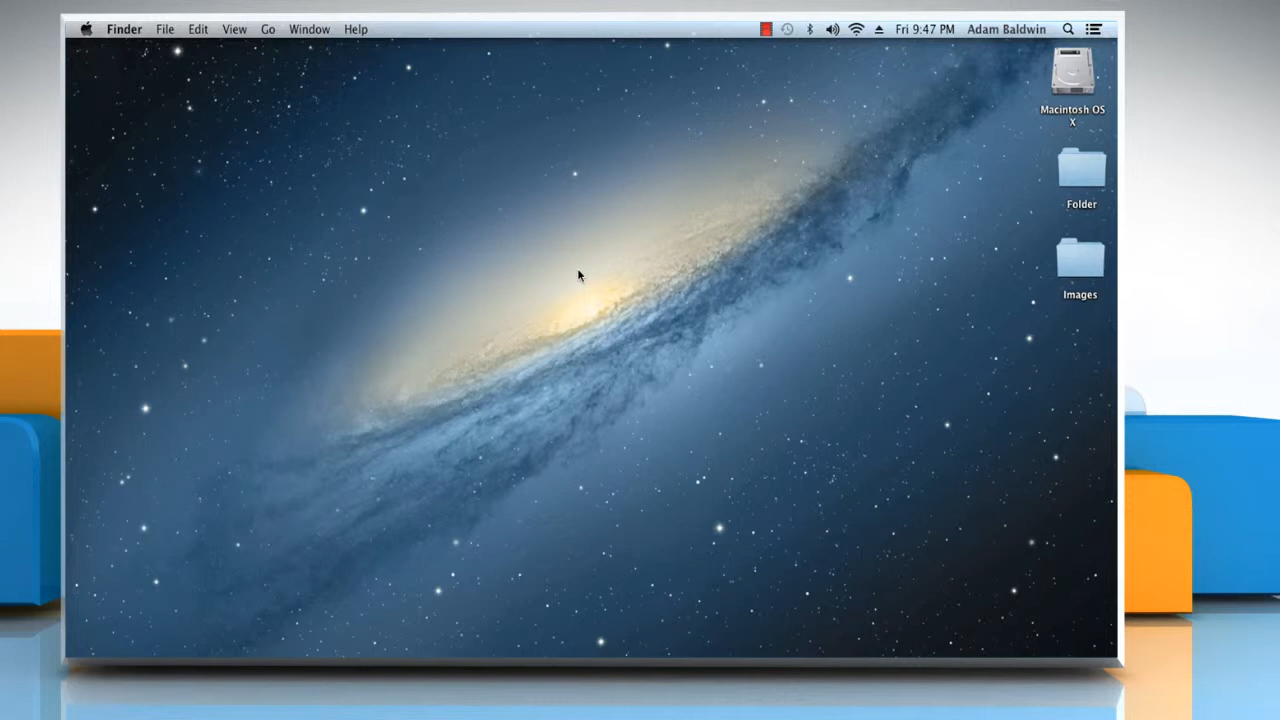 Finder File Edit View Go Window Help Fri 9:47 PM Adam Baldwin
Macintosh OS
X
Folder
Images